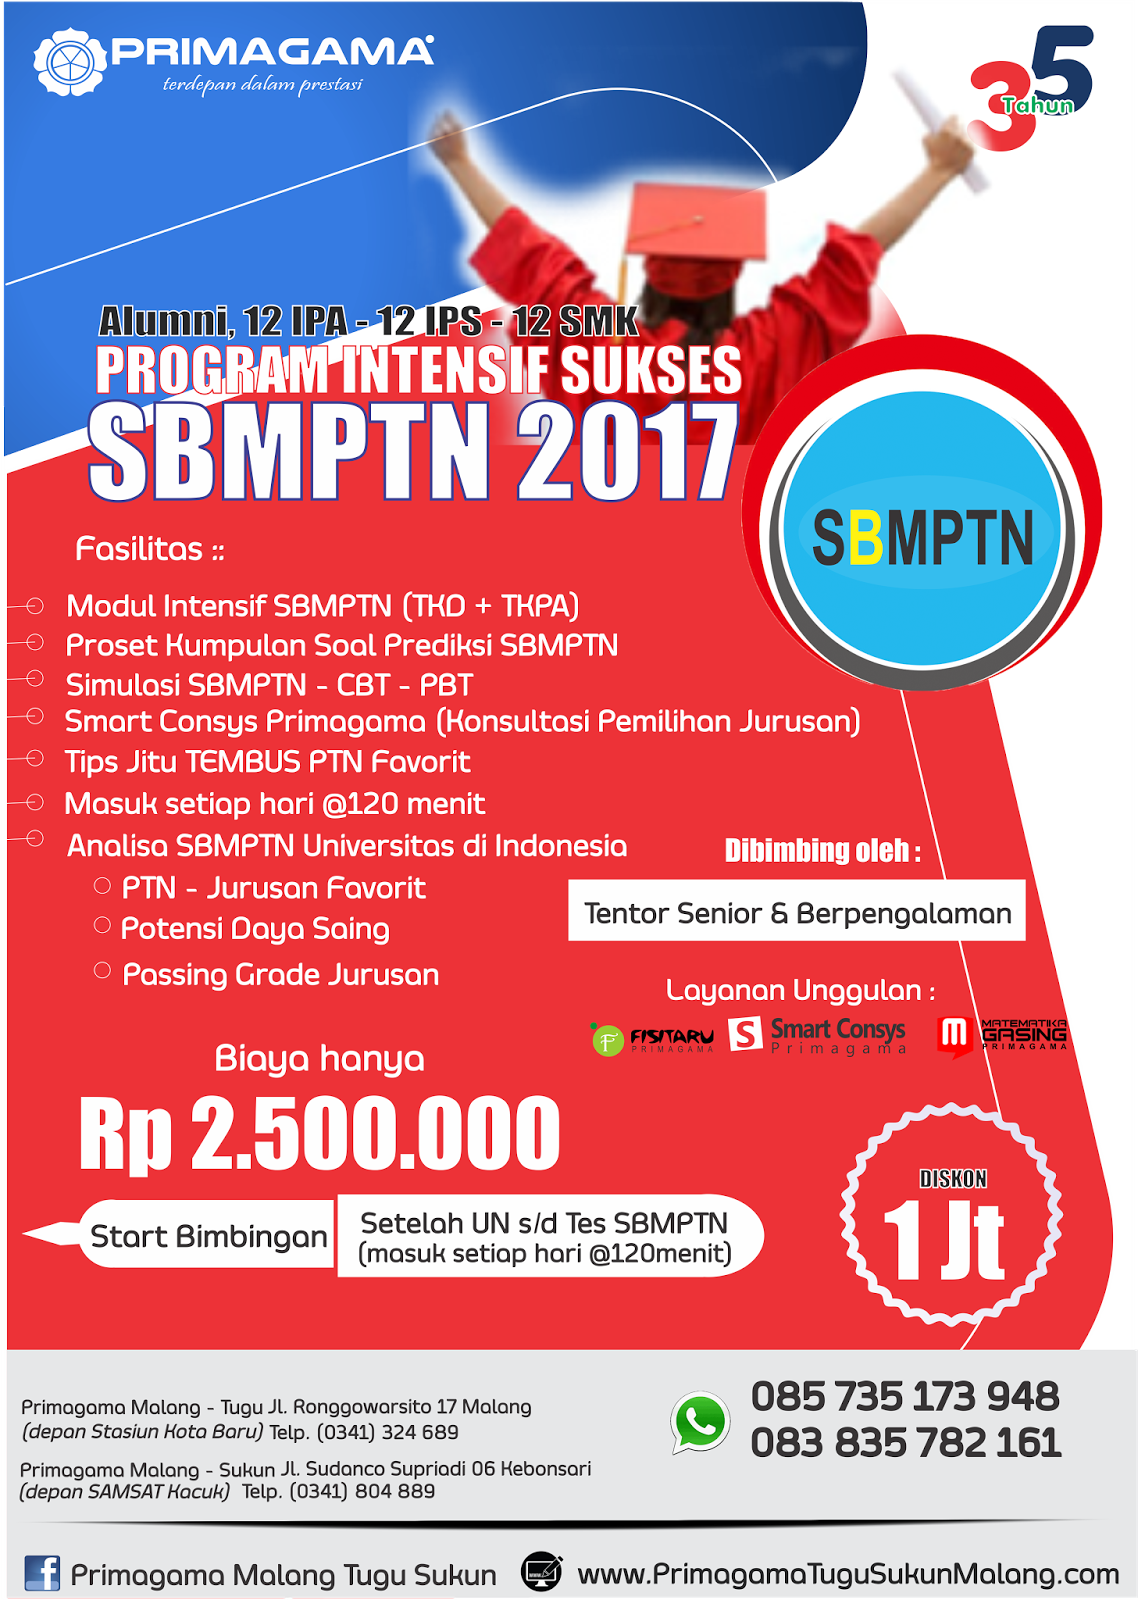 PRIMAGAMA
terdepan dalam prestasi
35
Tahun
Alumni, 12 IPA - 12 IPS - 12 SMK
PROGRAM INTENSIF SUKSES
SBMPTN 2017
SBMPTN
Fasilitas ::
Modul Intensif SBMPTN (TKD + TKPA)
Proset Kumpulan Soal Prediksi SBMPTN
Simulasi SBMPTN - CBT - PBT
Smart Consys Primagama (Konsultasi Pemilihan Jurusan)
Tips Jitu TEMBUS PTN Favorit
Masuk setiap hari @120 menit
Analisa SBMPTN Universitas di Indonesia
PTN - Jurusan Favorit
Potensi Daya Saing
Passing Grade Jurusan
Dibimbing oleh :
Tentor Senior & Berpengalaman
Layanan Unggulan :
F FISITARU
PRIMAGAMA
S Smart Consys
Primagama
M MATEMATIKA
GASING
PRIMAGAMA
Biaya hanya
Rp 2.500.000
DISKON
1 Jt
Start Bimbingan
Setelah UN s/d Tes SBMPTN
(masuk setiap hari @120menit)
Primagama Malang - Tugu Jl. Ronggowarsito 17 Malang
(depan Stasiun Kota Baru) Telp. (0341) 324 689
Primagama Malang - Sukun Jl. Sudanco Supriadi 06 Kebonsari
(depan SAMSAT Kacuk) Telp. (0341) 804 889
085 735 173 948
083 835 782 161
Primagama Malang Tugu Sukun
www.PrimagamaTuguSukunMalang.com